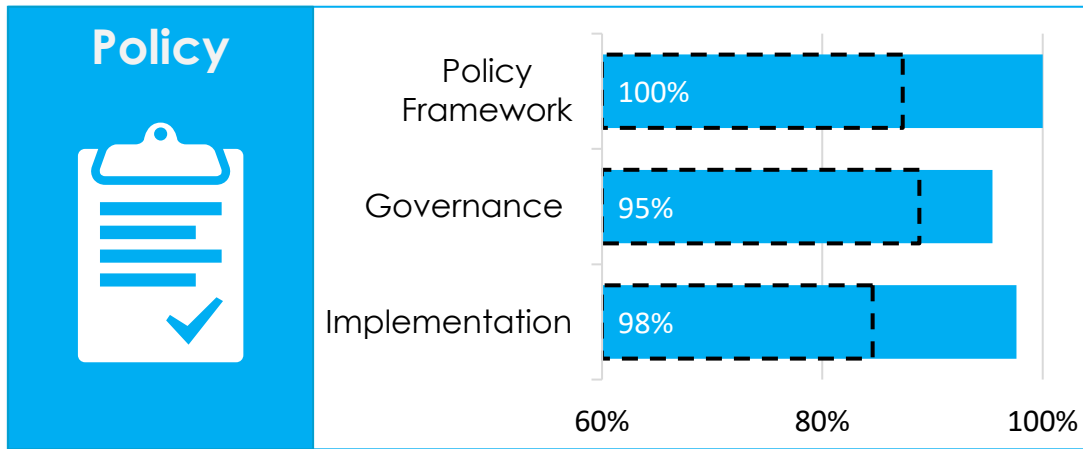 Policy
Policy
Framework
100%
Governance
95%
Implementation
98%
60%
80%
100%